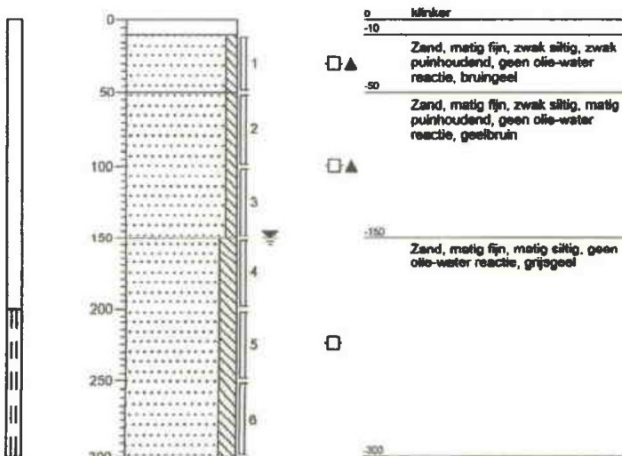 0
50
100
150
200
250
300
1
2
3
4
5
6
0 klinker
-10
Zand, matig fijn, zwak siltig, zwak
puinhoudend, geen olie-water
reactie, bruingeel
-50
Zand, matig fijn, zwak siltig, matig
puinhoudend, geen olie-water
reactie, geelbruin
-150
Zand, matig fijn, matig siltig, geen
olie-water reactie, grijsgeel
-303